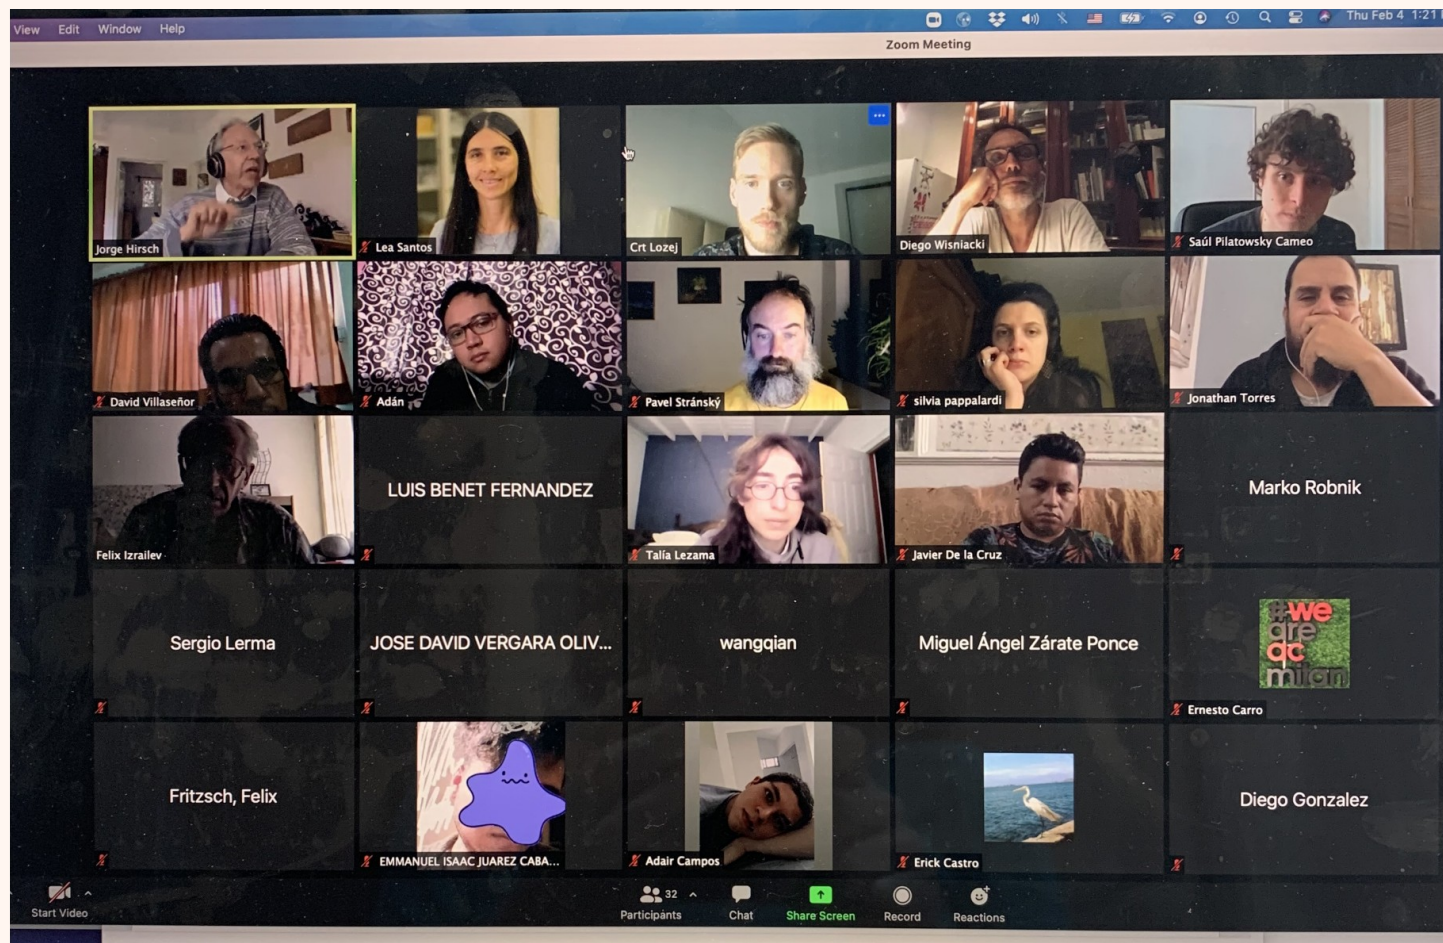 View Edit Window Help
Thu Feb 4 1:21
Zoom Meeting
Jorge Hirsch
Lea Santos
Crt Lozej
Diego Wisniacki
Saúl Pilatowsky Cameo
David Villaseñor
Adán
Pavel Stránský
silvia pappalardi
Jonathan Torres
Felix Izrailev
LUIS BENET FERNANDEZ
Talía Lezama
Javier De la Cruz
Marko Robnik
Sergio Lerma
JOSE DAVID VERGARA OLIV...
wangqian
Miguel Ángel Zárate Ponce
#we
are
dc
milan
Ernesto Carro
Fritzsch, Felix
EMMANUEL ISAAC JUAREZ CABA...
Adair Campos
Erick Castro
Diego Gonzalez
Start Video
32
Participants
Chat
Share Screen
Record
Reactions